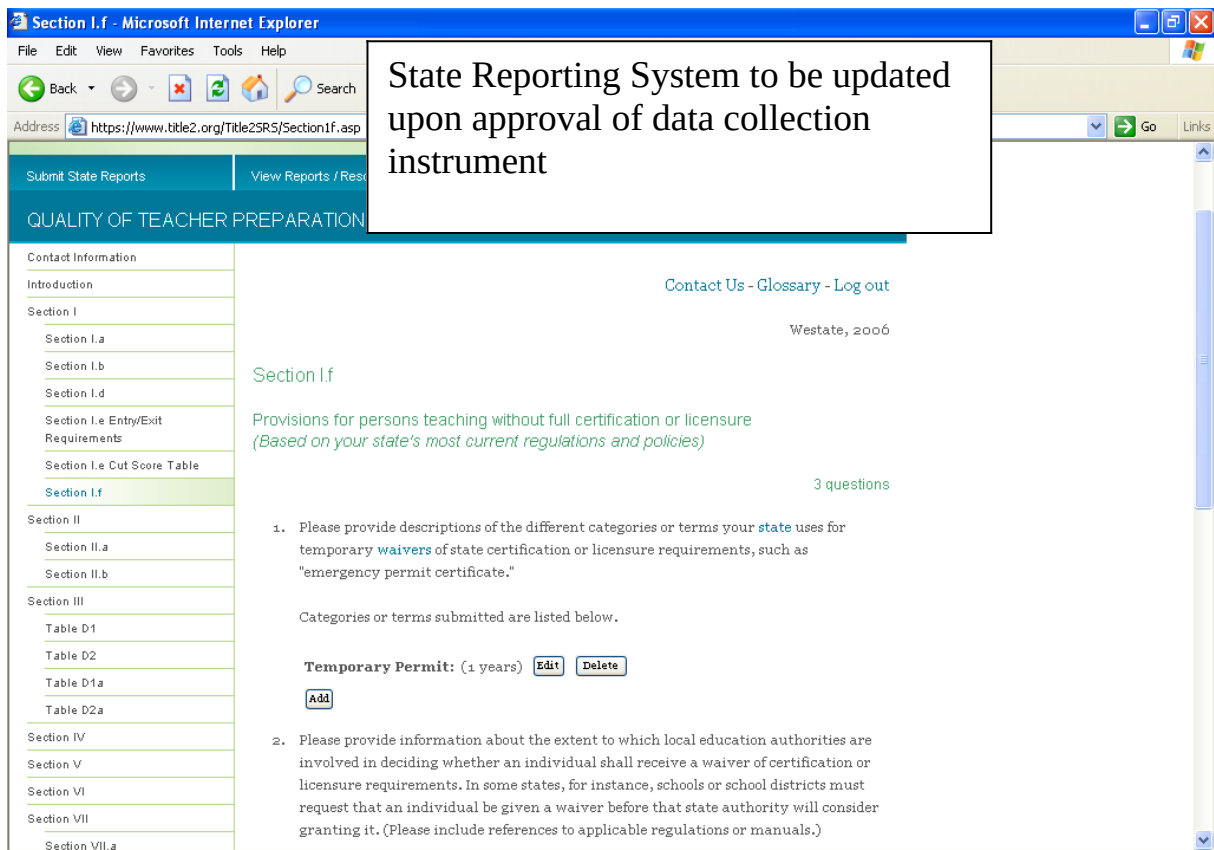 Section I.f - Microsoft Internet Explorer
File Edit View Favorites Tools Help
State Reporting System to be updated
upon approval of data collection
instrument
Back Search
Address https://www.title2.org/Title2SRS/Section1f.asp Go Links
Submit State Reports View Reports / Reso
QUALITY OF TEACHER PREPARATION
Contact Information
Introduction
Section I
Section I.a
Section I.b
Section I.d
Section I.e Entry/Exit
Requirements
Section I.e Cut Score Table
Section I.f
Section II
Section II.a
Section II.b
Section III
Table D1
Table D2
Table D1a
Table D2a
Section IV
Section V
Section VI
Section VII
Section VII.a
Contact Us - Glossary - Log out
Westate, 2006
Section I.f
Provisions for persons teaching without full certification or licensure
(Based on your state's most current regulations and policies)
3 questions
1. Please provide descriptions of the different categories or terms your state uses for
temporary waivers of state certification or licensure requirements, such as
"emergency permit certificate."
Categories or terms submitted are listed below.
Temporary Permit: (1 years) Edit Delete
Add
2. Please provide information about the extent to which local education authorities are
involved in deciding whether an individual shall receive a waiver of certification or
licensure requirements. In some states, for instance, schools or school districts must
request that an individual be given a waiver before that state authority will consider
granting it. (Please include references to applicable regulations or manuals.)